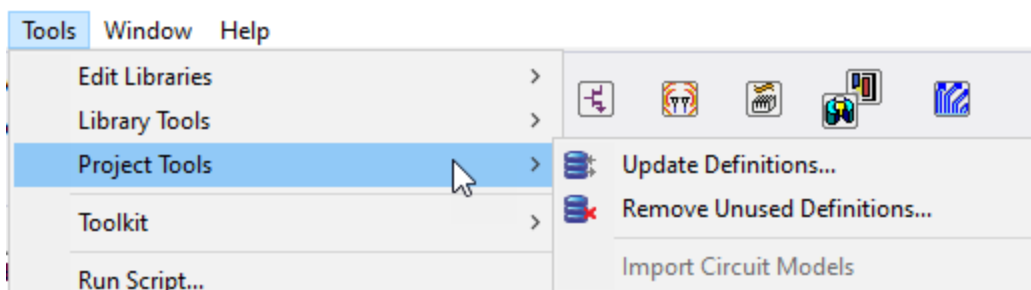 Tools Window Help
Edit Libraries
Library Tools
Project Tools
Update Definitions...
Toolkit
Remove Unused Definitions...
Import Circuit Models
Run Script...